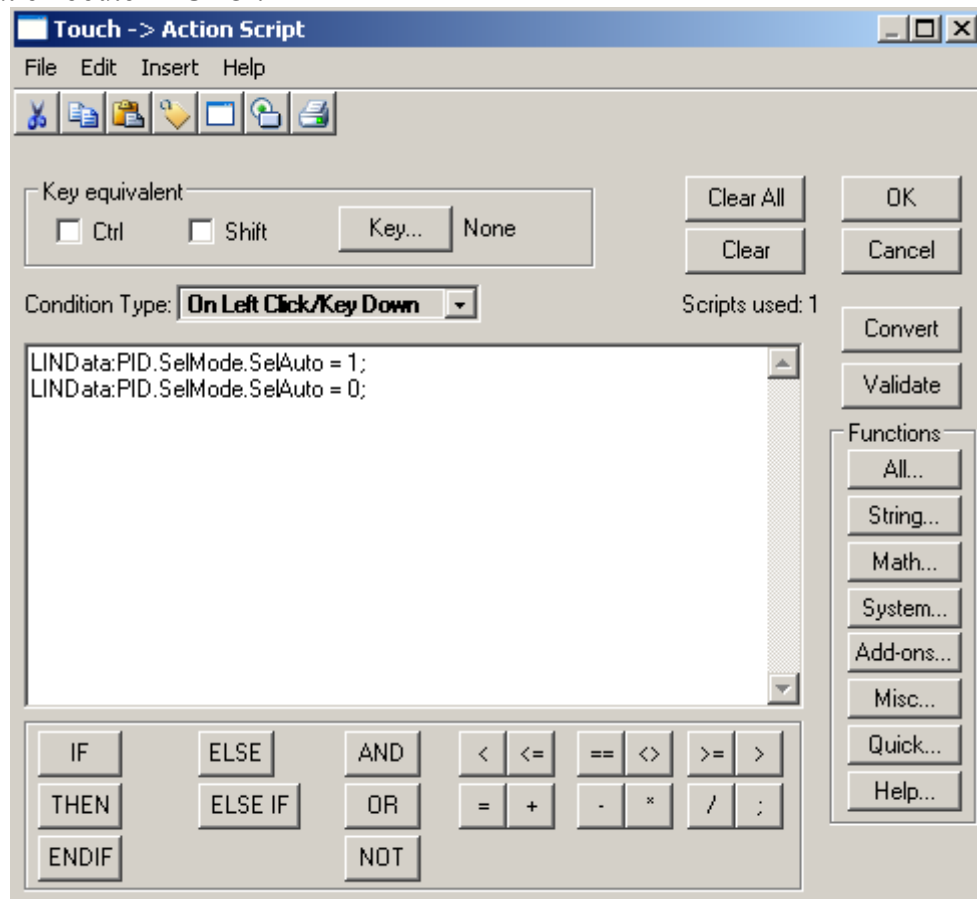 Touch -> Action Script
File Edit Insert Help
Key equivalent
Ctrl Shift Key... None
Clear All OK
Clear Cancel
Condition Type: On Left Click/Key Down Scripts used: 1
Convert
LINData:PID.SelMode.SelAuto = 1;
LINData:PID.SelMode.SelAuto = 0;
Validate
Functions
All...
String...
Math...
System...
Add-ons...
Misc...
Quick...
Help...
IF ELSE AND < <= == <> >= >
THEN ELSE IF OR = + - * / ;
ENDIF NOT